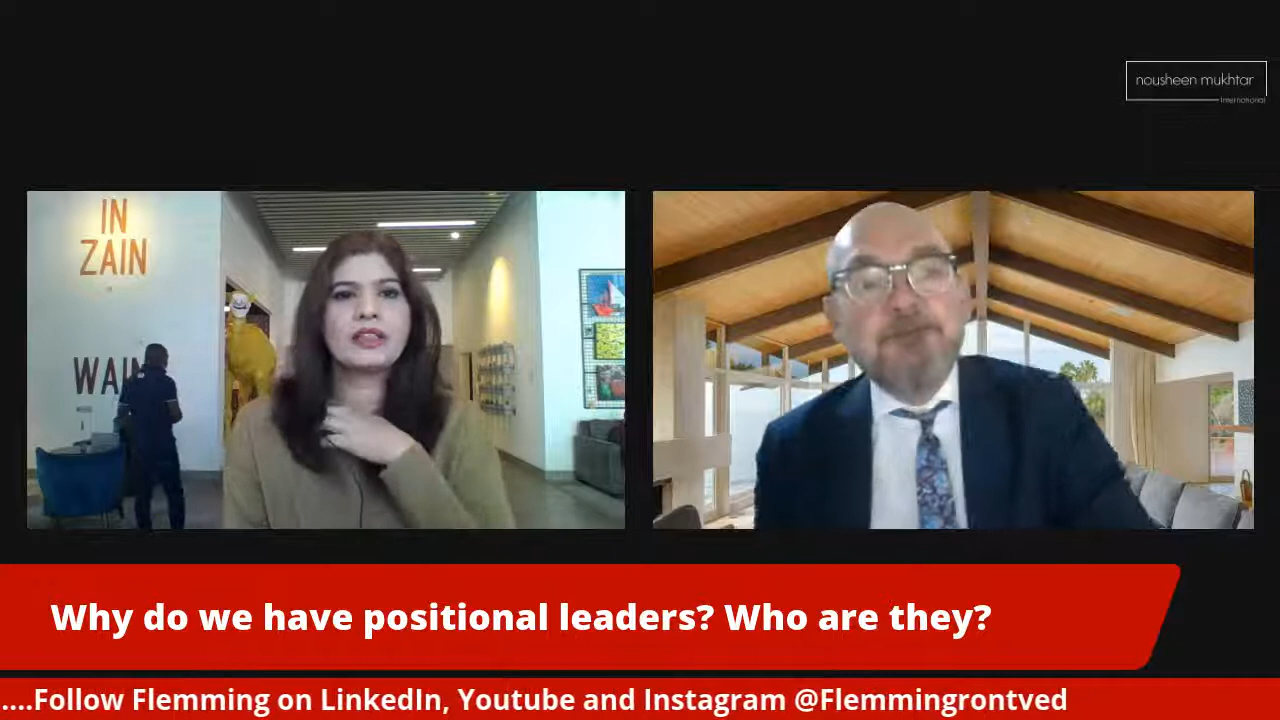 nousheen mukhtar
International
IN
ZAIN
WAIN
Why do we have positional leaders? Who are they?
....Follow Flemming on LinkedIn, Youtube and Instagram @Flemmingrontved